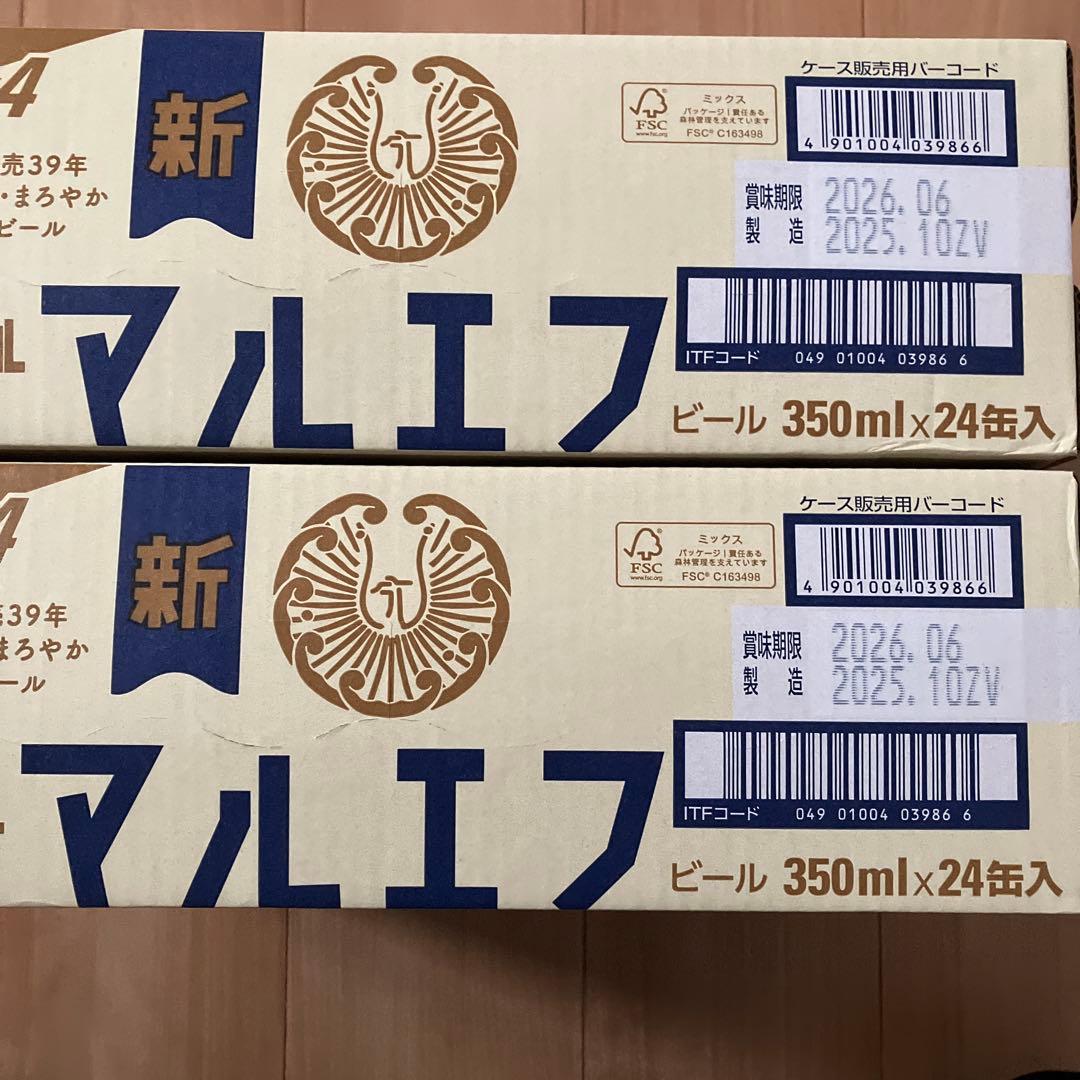 4
新
ケース販売用バーコード
ミックス
パッケージ|責任ある
森林管理を支えています
FSC
www.fsc.org
FSC® C163498
4 901004 039866
売39年
・まろやか
ビール
賞味期限 2026.06
製造 2025.10ZV
マルエフ
ITFコード 049 01004 03986 6
ビール 350ml×24缶入
4
新
ケース販売用バーコード
ミックス
パッケージ|責任ある
森林管理を支えています
FSC
www.fsc.org
FSC® C163498
4 901004 039866
売39年
まろやか
ール
賞味期限 2026.06
製造 2025.10ZV
マルエフ
ITFコード 049 01004 03986 6
ビール 350ml×24缶入